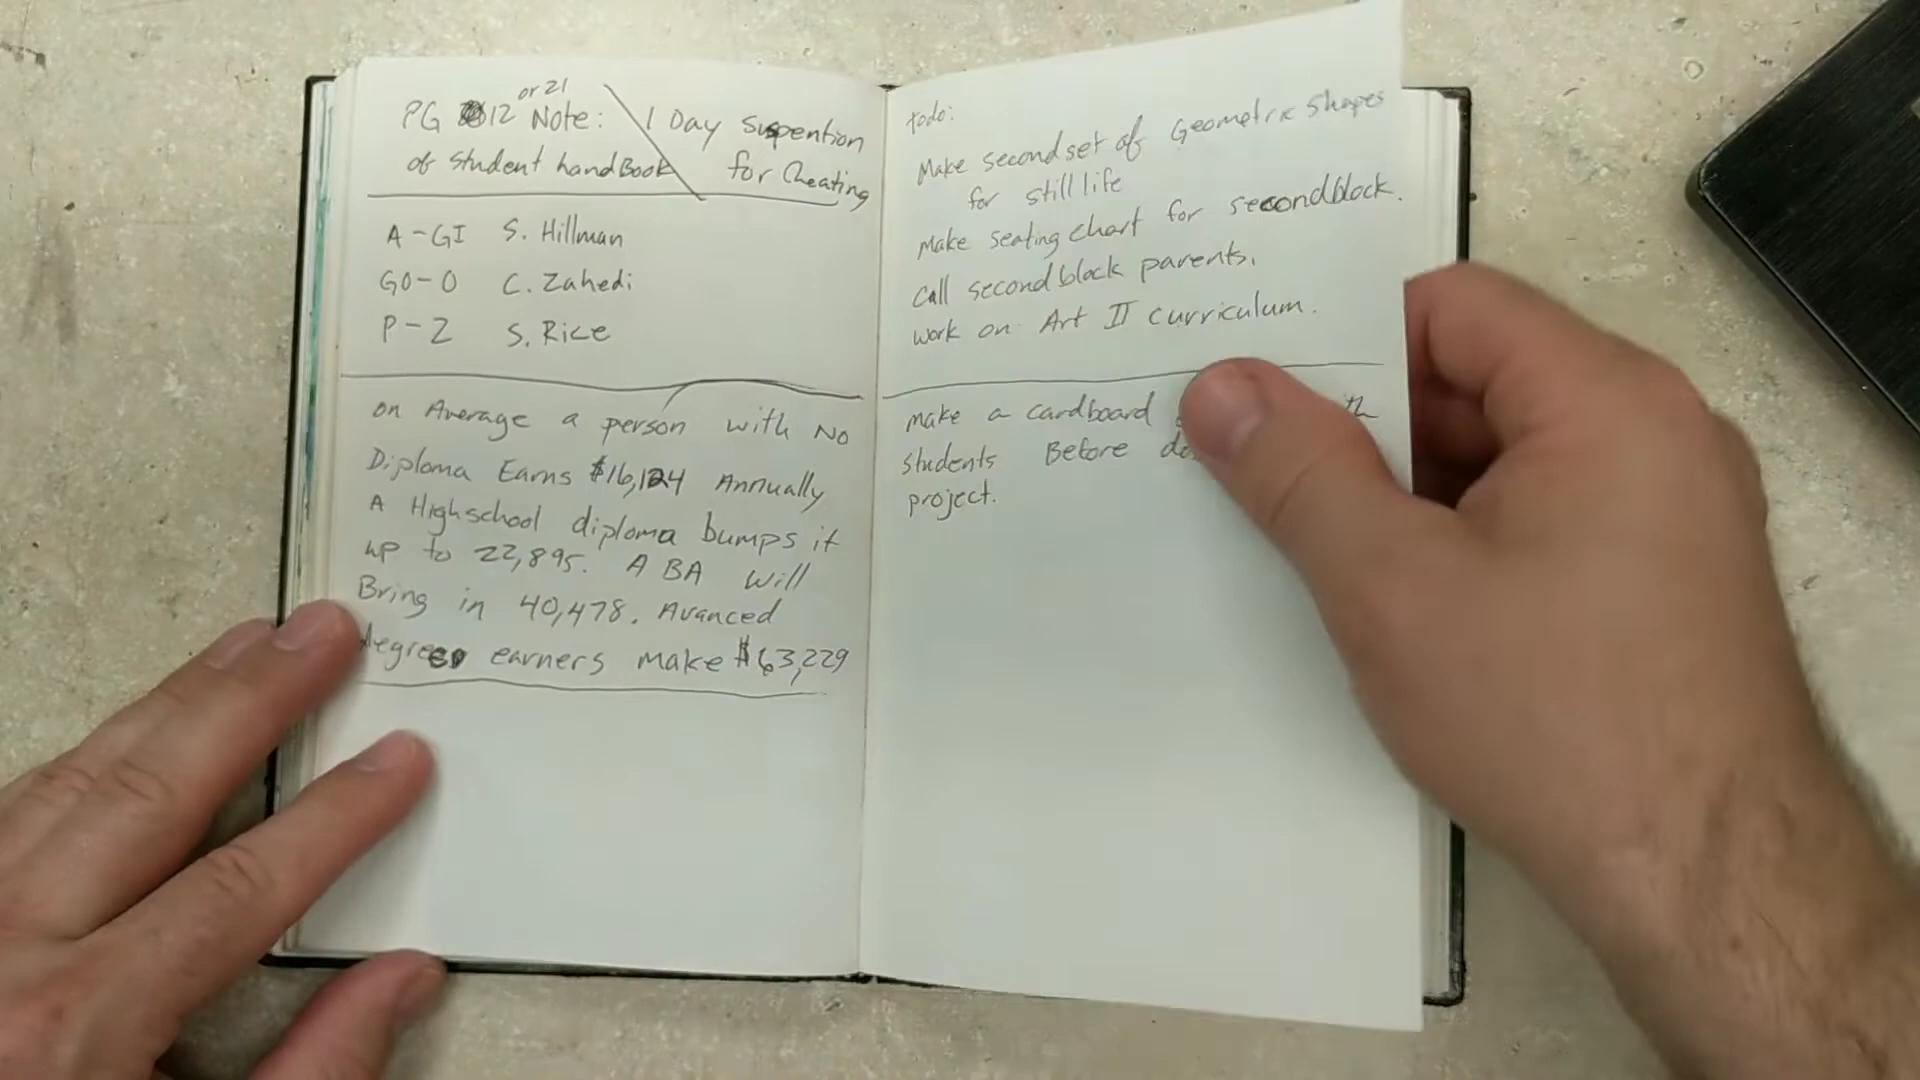 or 21
PG 12 Note: 1 Day Suspention
of Student handBook for Cheating
A-GI S. Hillman
GO-O C. Zahedi
P-Z S. Rice
on Average a person with No
Diploma Earns $16,124 Annually
A Highschool diploma bumps it
up to 22,895. A BA will
Bring in 40,478. Avanced
degree earners make $63,229
todo:
Make second set of Geometric Shapes
for still life
Make seating chart for second block.
Call second block parents.
work on Art II curriculum.
make a cardboard
students Before
project.